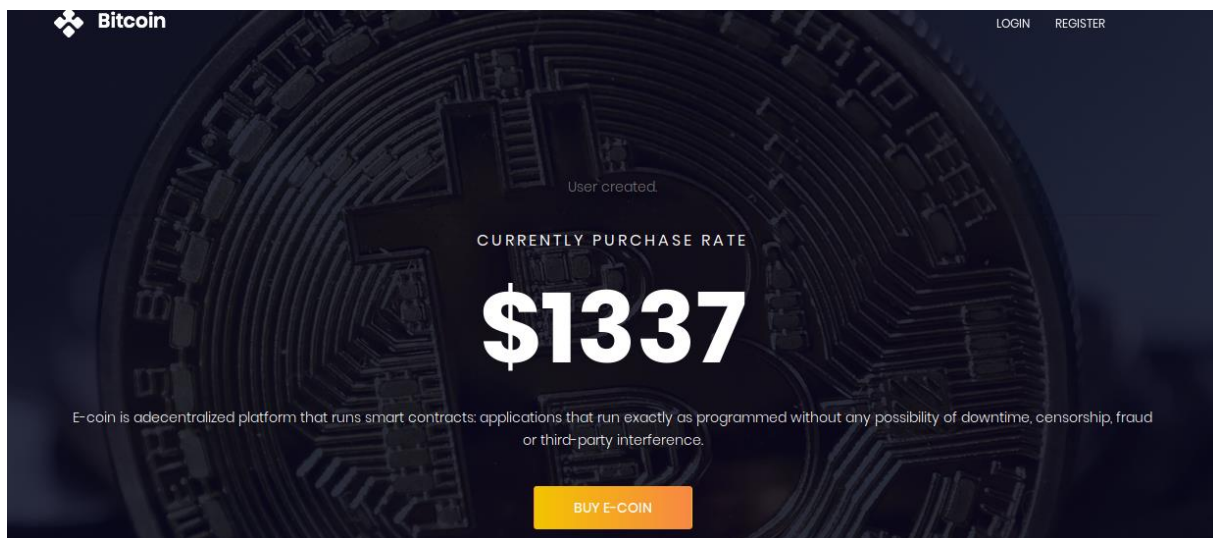 Bitcoin
LOGIN REGISTER
User created.
CURRENTLY PURCHASE RATE
$1337
E-coin is adecentralized platform that runs smart contracts: applications that run exactly as programmed without any possibility of downtime, censorship, fraud
or third-party interference.
BUY E-COIN